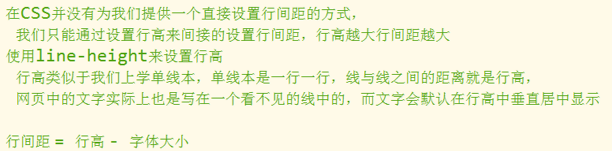 在CSS并没有为我们提供一个直接设置行间距的方式，
我们只能通过设置行高来间接的设置行间距，行高越大行间距越大
使用line-height来设置行高
行高类似于我们上学单线本，单线本是一行一行，线与线之间的距离就是行高，
网页中的文字实际上也是写在一个看不见的线中的，而文字会默认在行高中垂直居中显示
行间距 = 行高 - 字体大小